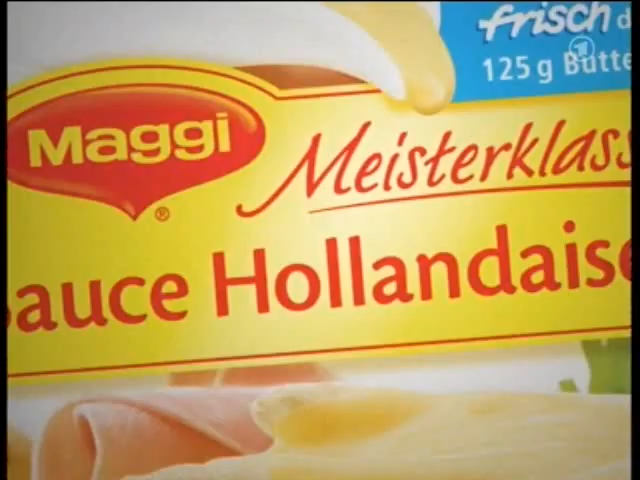 frisch d
125 g Butte
Maggi
Meisterklass
®
auce Hollandaise